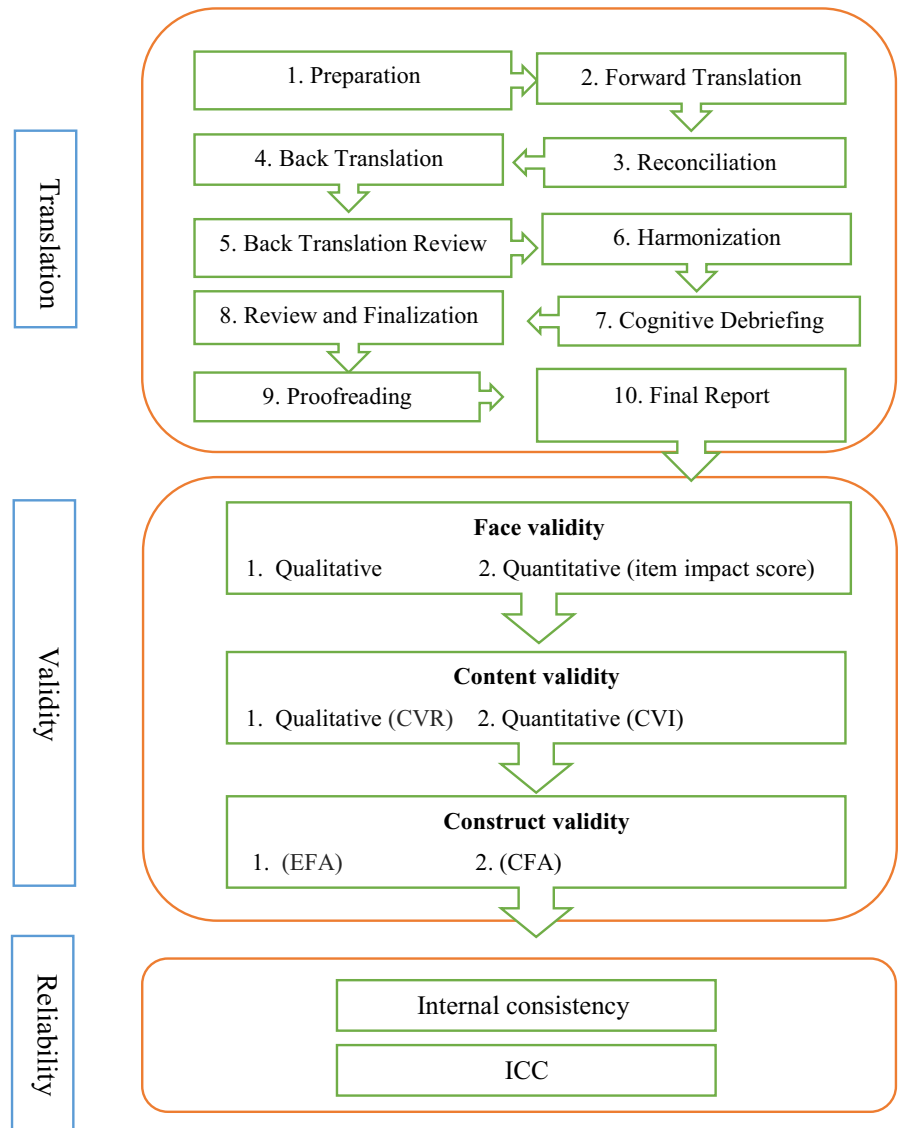 Translation
1. Preparation
2. Forward Translation
3. Reconciliation
4. Back Translation
5. Back Translation Review
6. Harmonization
7. Cognitive Debriefing
8. Review and Finalization
9. Proofreading
10. Final Report
Validity
Face validity
1. Qualitative 2. Quantitative (item impact score)
Content validity
1. Qualitative (CVR) 2. Quantitative (CVI)
Construct validity
1. (EFA) 2. (CFA)
Reliability
Internal consistency
ICC